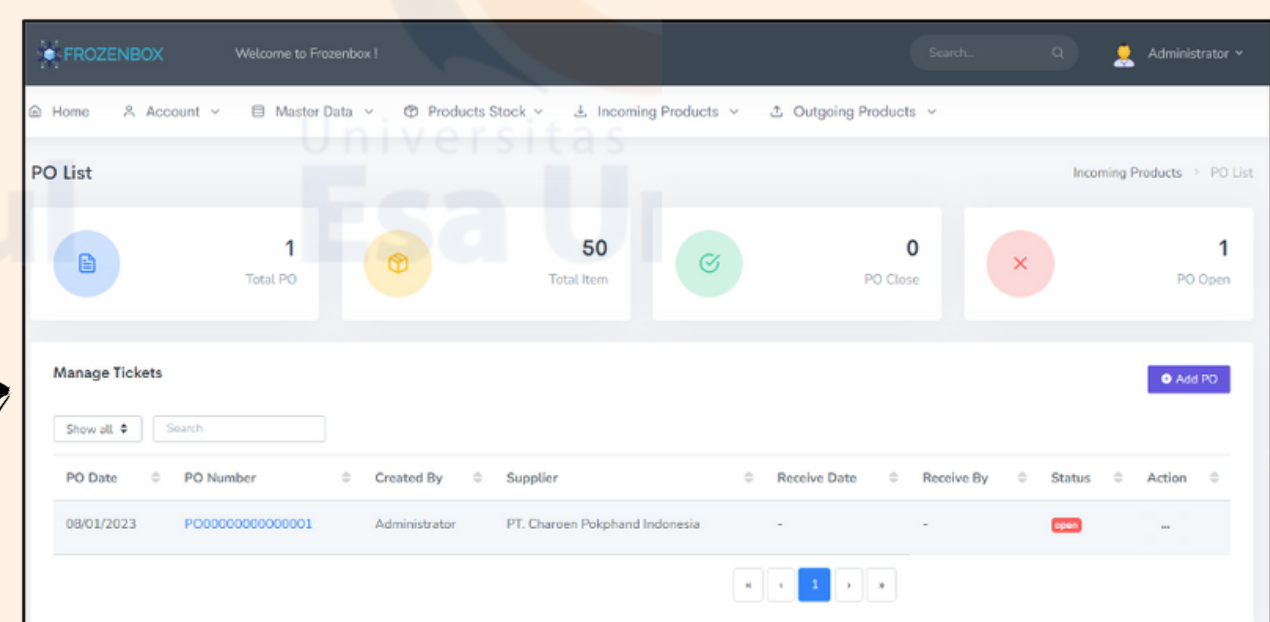 FROZENBOX Welcome to Frozenbox ! Search... Administrator
Home Account Master Data Products Stock Incoming Products Outgoing Products
Universitas
Esa Un
ul
PO List Incoming Products > PO List
1 50 0 1
Total PO Total Item PO Close PO Open
Manage Tickets Add PO
Show all Search
PO Date PO Number Created By Supplier Receive Date Receive By Status Action
08/01/2023 PO00000000000001 Administrator PT. Charoen Pokphand Indonesia - - open ...
« ‹ 1 › »